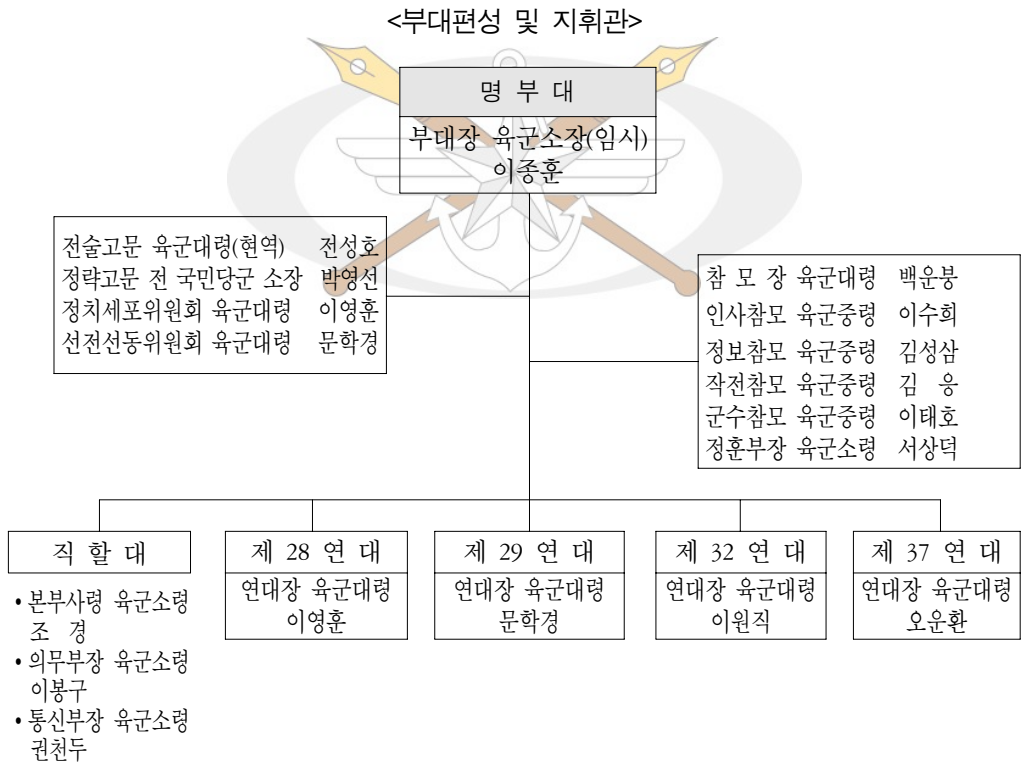 <부대편성 및 지휘관>
명 부 대
부대장 육군소장(임시)
이종훈
전술고문 육군대령(현역) 전성호
정략고문 전 국민당군 소장 박영선
정치세포위원회 육군대령 이영훈
선전선동위원회 육군대령 문학경
참 모 장 육군대령 백운붕
인사참모 육군중령 이수희
정보참모 육군중령 김성삼
작전참모 육군중령 김 응
군수참모 육군중령 이태호
정훈부장 육군소령 서상덕
직 할 대
• 본부사령 육군소령
조 경
• 의무부장 육군소령
이봉구
• 통신부장 육군소령
권천두
제 28 연 대
연대장 육군대령
이영훈
제 29 연 대
연대장 육군대령
문학경
제 32 연 대
연대장 육군대령
이원직
제 37 연 대
연대장 육군대령
오운환